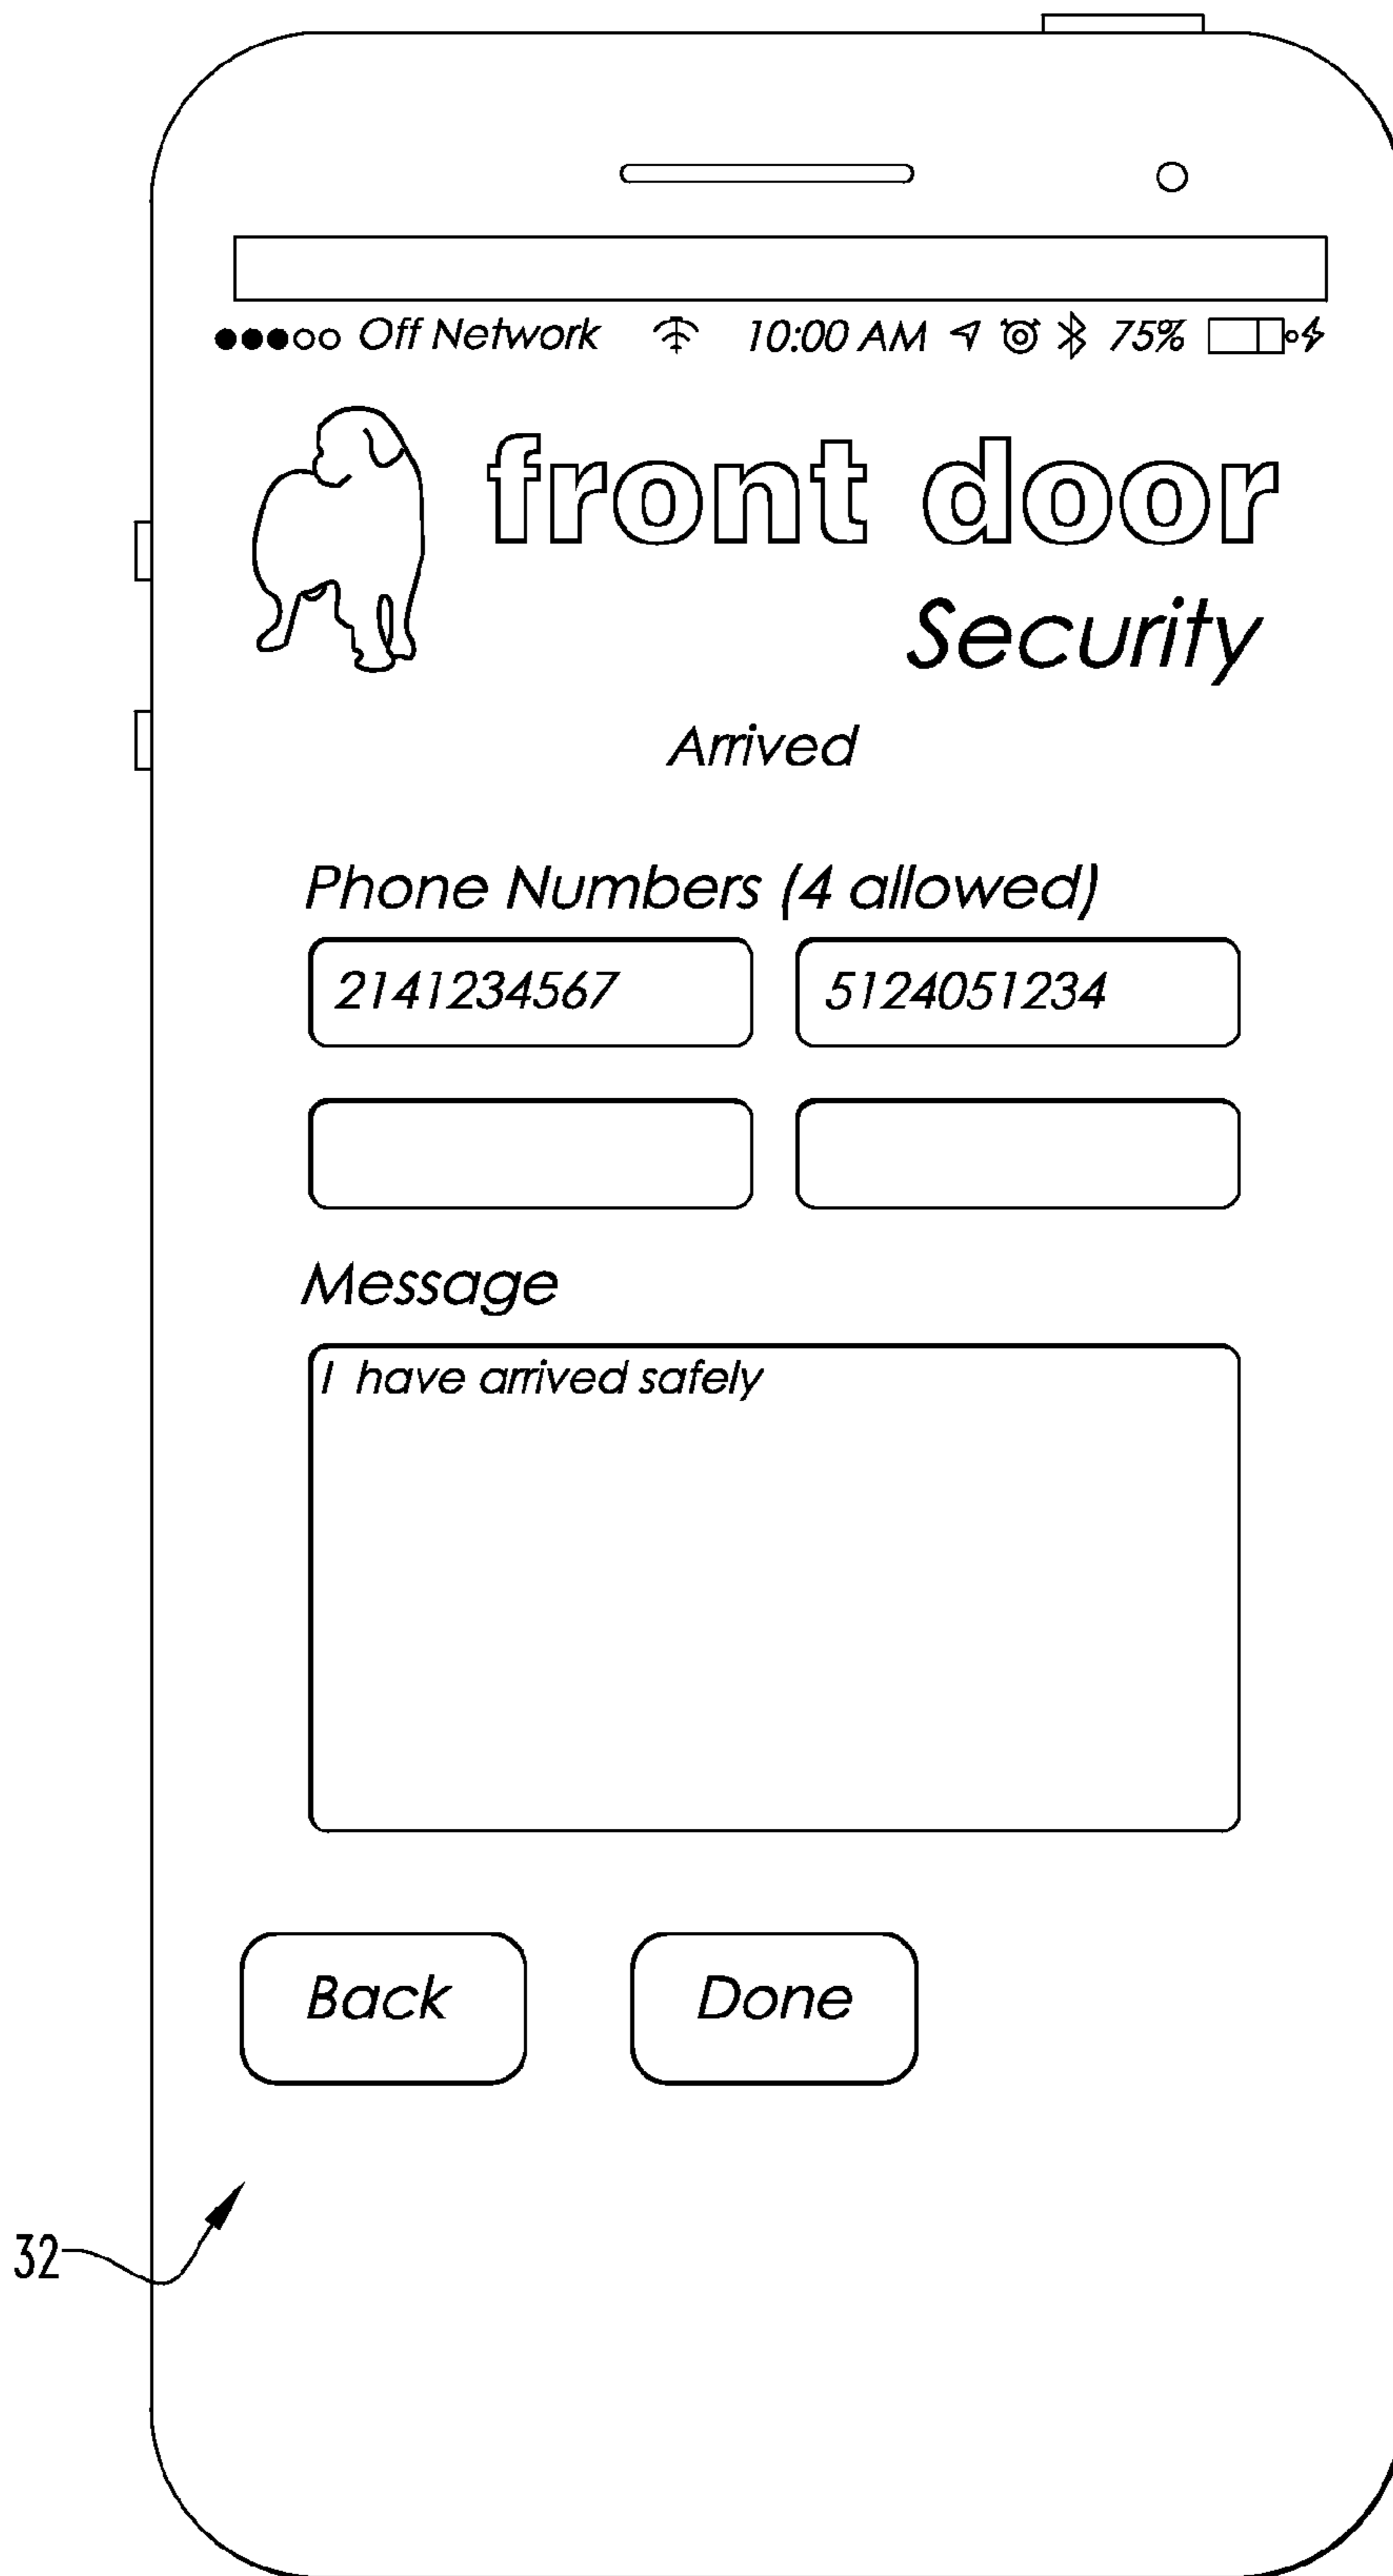 Off Network 10:00 AM 75%
front door
Security
Arrived
Phone Numbers (4 allowed)
2141234567 5124051234
Message
I have arrived safely
Back Done
32